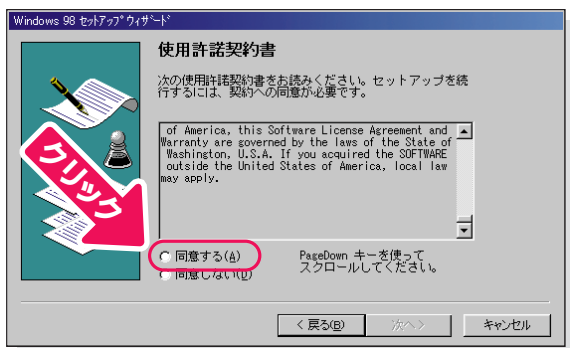 Windows 98 セットアップ ウィザード
使用許諾契約書
次の使用許諾契約書をお読みください。セットアップを続
行するには、契約への同意が必要です。
of America, this Software License Agreement and
Warranty are governed by the laws of the State of
Washington, U.S.A. If you acquired the SOFTWARE
outside the United States of America, local law
may apply.
クリック
同意する(A)
同意しない(D)
PageDown キーを使って
スクロールしてください。
< 戻る(B)
次へ >
キャンセル